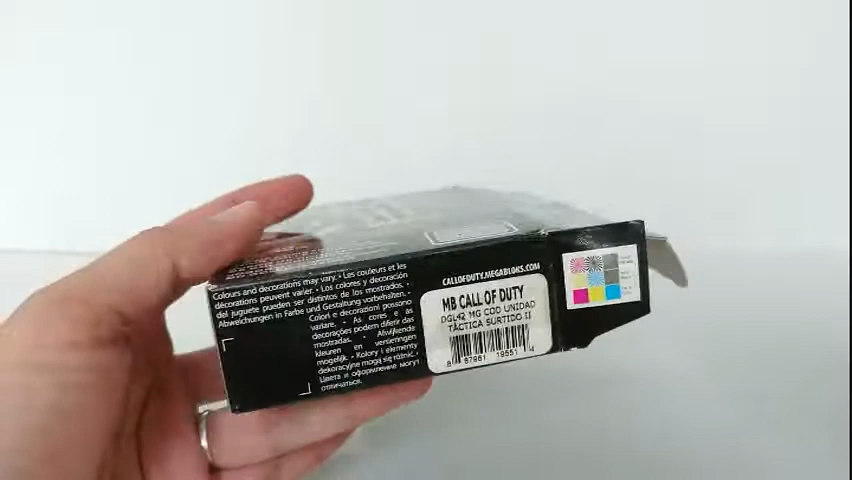 Colours and decorations may vary. • Les couleurs et les
décorations peuvent varier. • Los colores y decoración
del juguete pueden ser distintos de los mostrados. •
Abweichungen in Farbe und Gestaltung vorbehalten. •
Colori e decorazioni possono
variare. • As cores e as
decorações podem diferir das
mostradas. • Afwijkende
kleuren en versieringen
mogelijk. • Kolory i elementy
dekoracyjne mogą się różnić. •
Цвета и оформление могут
отличаться.
CALLOFDUTY.MEGABLOKS.COM
MB CALL OF DUTY
DGL42 MG COD UNIDAD
TÁCTICA SURTIDO II